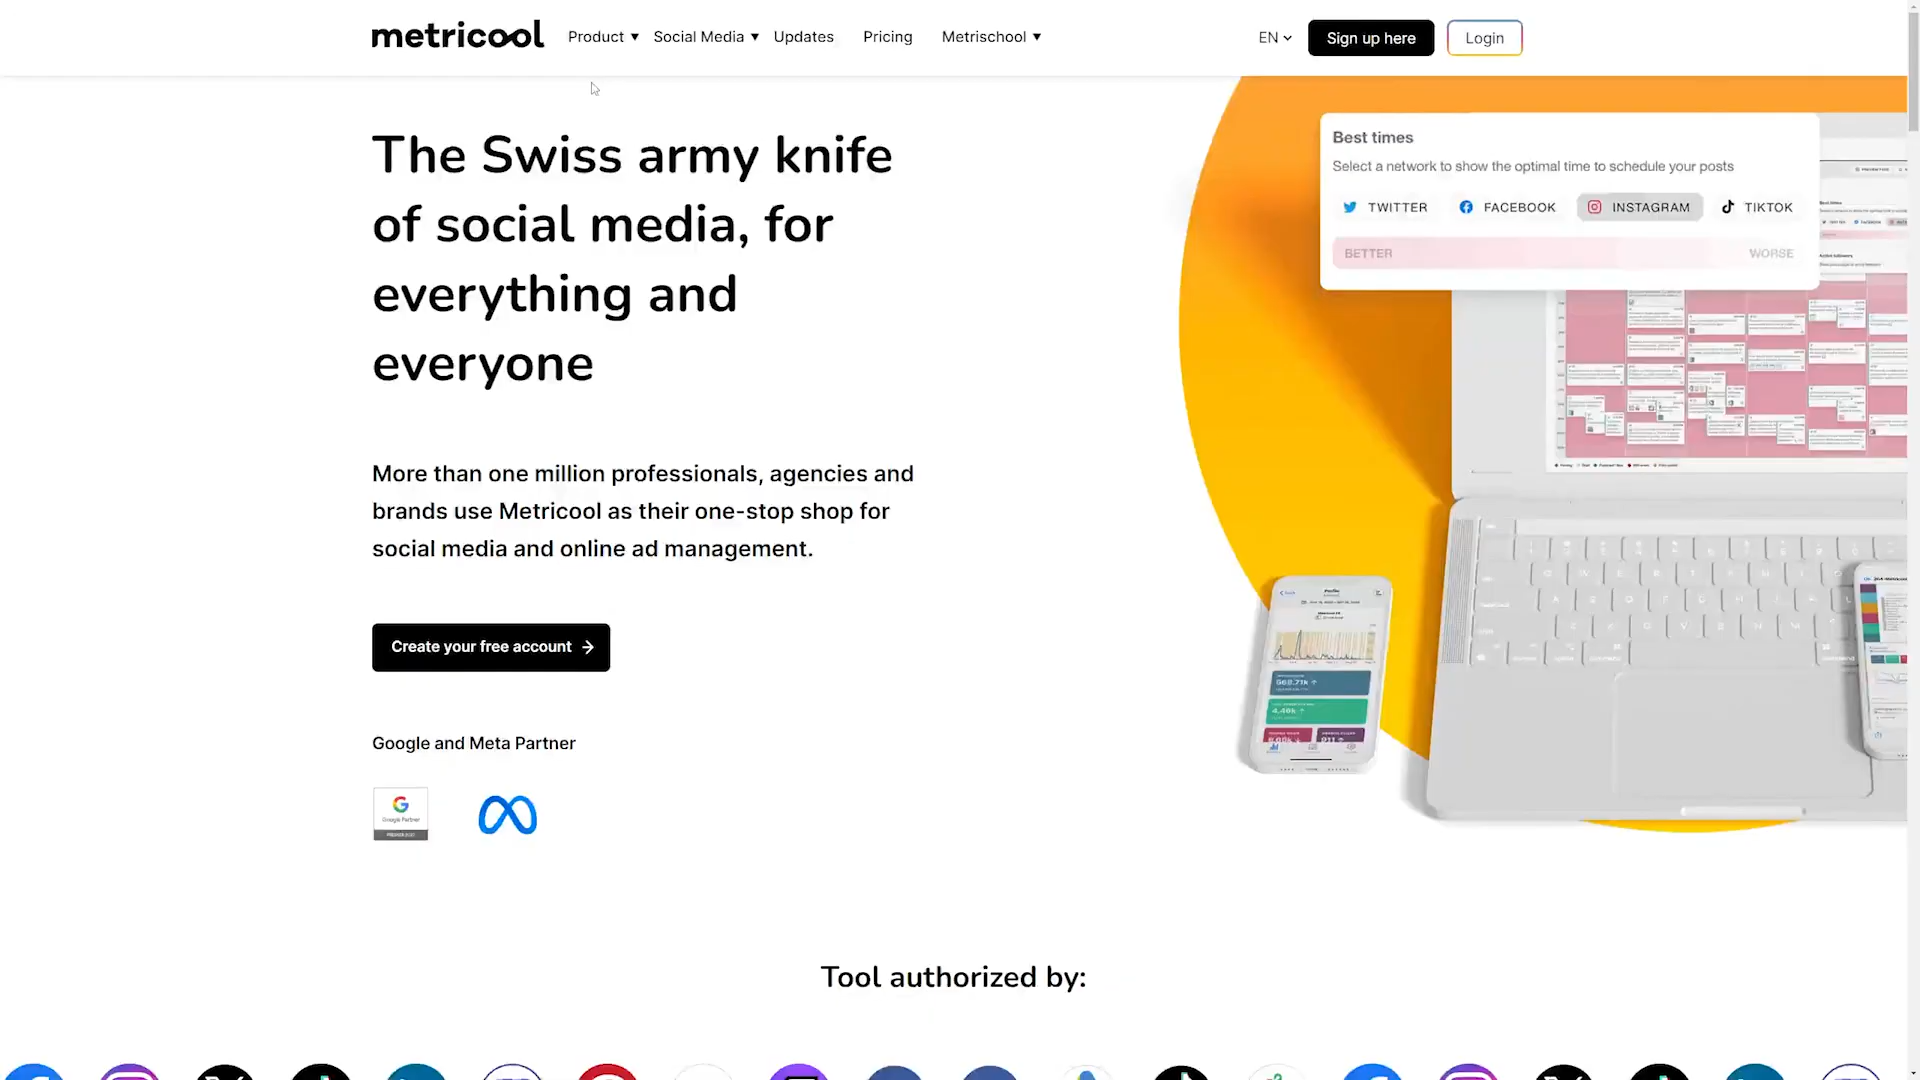 metricool
Product ▼ Social Media ▼ Updates Pricing Metrischool ▼
EN
Sign up here
Login
The Swiss army knife
of social media, for
everything and
everyone
More than one million professionals, agencies and
brands use Metricool as their one-stop shop for
social media and online ad management.
Create your free account →
Google and Meta Partner
Google Partner
Best times
Select a network to show the optimal time to schedule your posts
TWITTER FACEBOOK INSTAGRAM TIKTOK
BETTER WORSE
Tool authorized by: